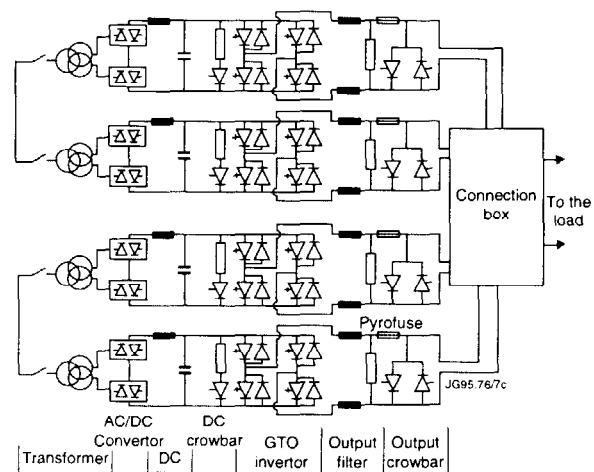 Connection
box
To the
load
Pyrofuse
JG95.76/7c
AC/DC
Convertor
DC
crowbar
Transformer
DC
GTO
invertor
Output
filter
Output
crowbar